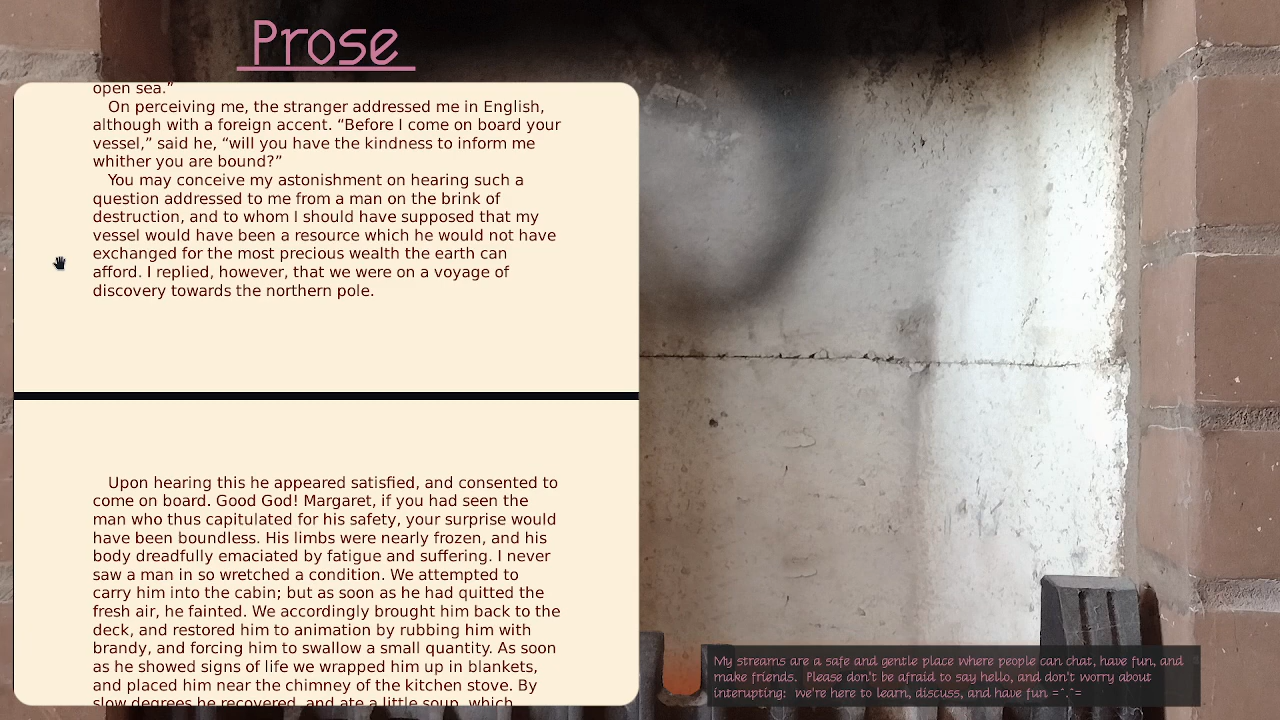 Prose
open sea.”
On perceiving me, the stranger addressed me in English,
although with a foreign accent. “Before I come on board your
vessel,” said he, “will you have the kindness to inform me
whither you are bound?”
You may conceive my astonishment on hearing such a
question addressed to me from a man on the brink of
destruction, and to whom I should have supposed that my
vessel would have been a resource which he would not have
exchanged for the most precious wealth the earth can
afford. I replied, however, that we were on a voyage of
discovery towards the northern pole.
Upon hearing this he appeared satisfied, and consented to
come on board. Good God! Margaret, if you had seen the
man who thus capitulated for his safety, your surprise would
have been boundless. His limbs were nearly frozen, and his
body dreadfully emaciated by fatigue and suffering. I never
saw a man in so wretched a condition. We attempted to
carry him into the cabin; but as soon as he had quitted the
fresh air, he fainted. We accordingly brought him back to the
deck, and restored him to animation by rubbing him with
brandy, and forcing him to swallow a small quantity. As soon
as he showed signs of life we wrapped him up in blankets,
and placed him near the chimney of the kitchen stove. By
slow degrees he recovered, and ate a little soup, which
My streams are a safe and gentle place where people can chat, have fun, and
make friends. Please don't be afraid to say hello, and don't worry about
interupting: we're here to learn, discuss, and have fun =^.^=